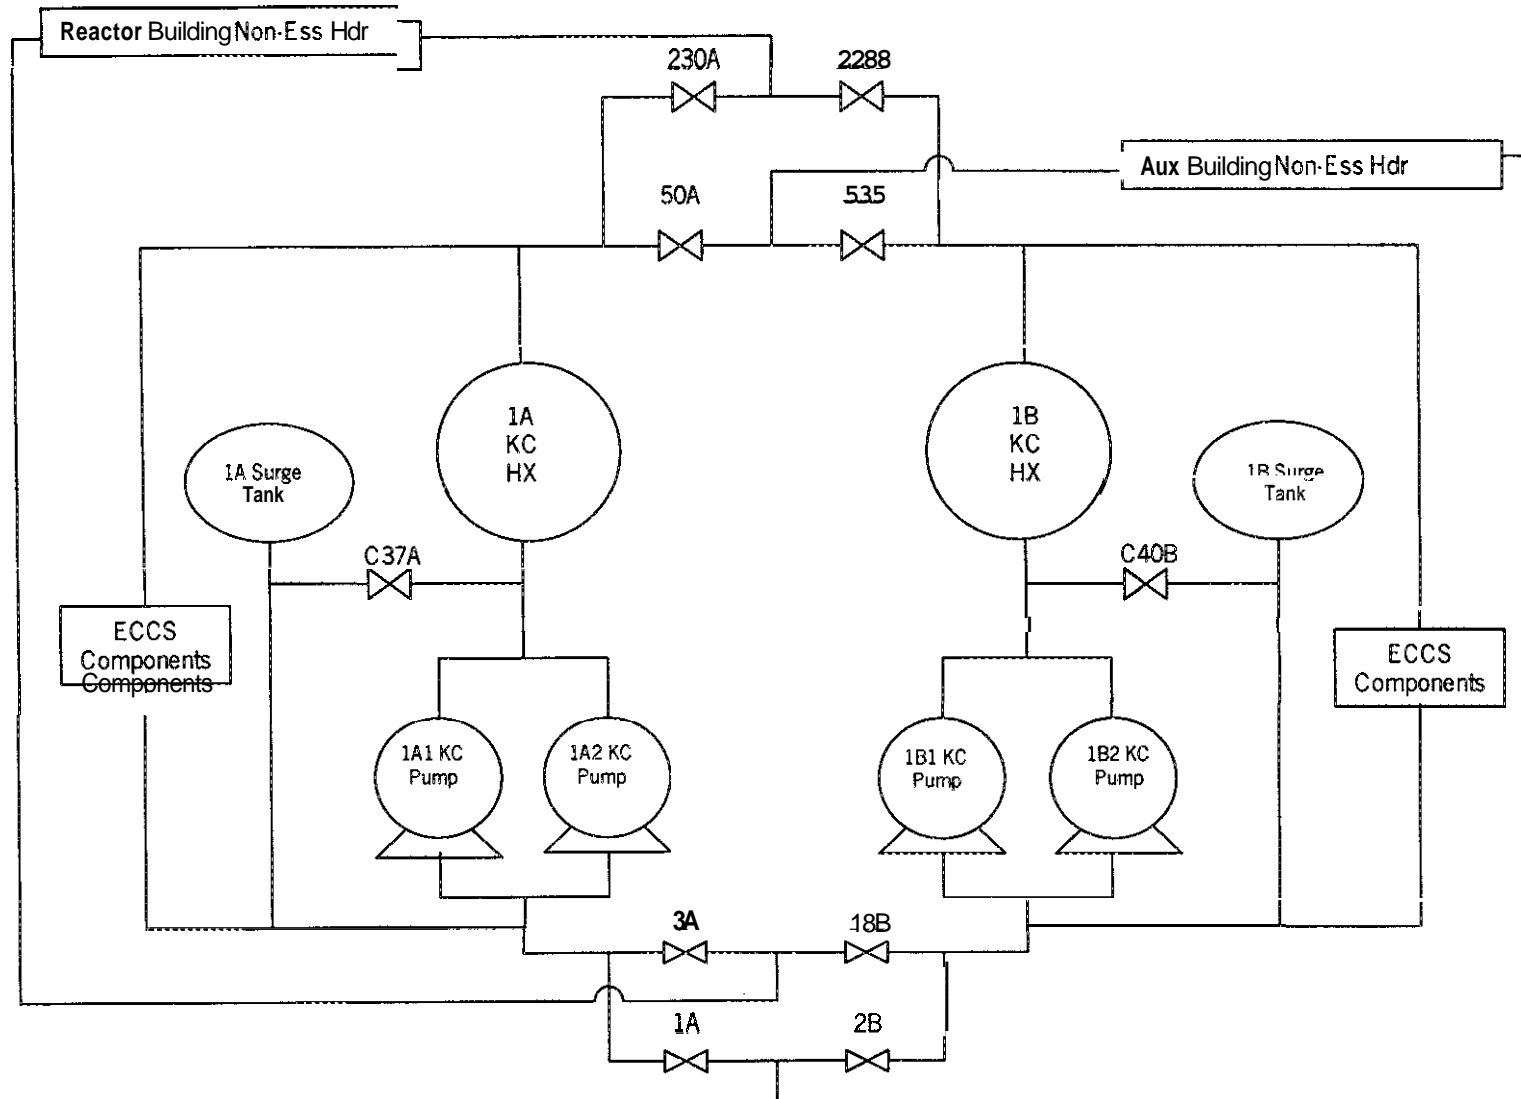 Reactor Building Non-Ess Hdr
230A
2288
Aux Building Non-Ess Hdr
50A
535
1A
KC
HX
1B
KC
HX
1A Surge
Tank
1B Surge
Tank
C37A
C40B
ECCS
Components
Components
ECCS
Components
1A1 KC
Pump
1A2 KC
Pump
1B1 KC
Pump
1B2 KC
Pump
3A
18B
1A
2B